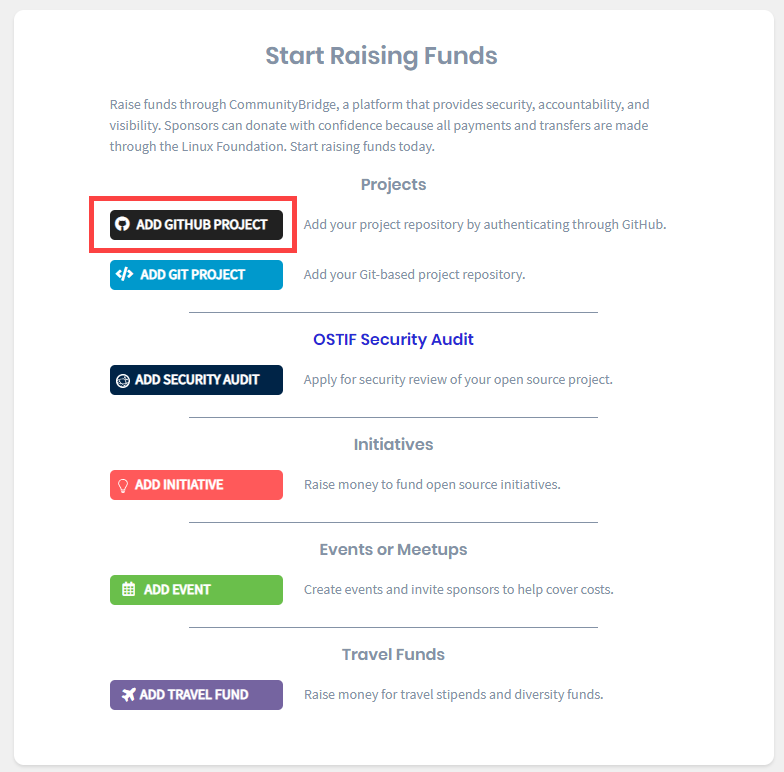 Start Raising Funds
Raise funds through CommunityBridge, a platform that provides security, accountability, and
visibility. Sponsors can donate with confidence because all payments and transfers are made
through the Linux Foundation. Start raising funds today.
Projects
ADD GITHUB PROJECT Add your project repository by authenticating through GitHub.
ADD GIT PROJECT Add your Git-based project repository.
OSTIF Security Audit
ADD SECURITY AUDIT Apply for security review of your open source project.
Initiatives
ADD INITIATIVE Raise money to fund open source initiatives.
Events or Meetups
ADD EVENT Create events and invite sponsors to help cover costs.
Travel Funds
ADD TRAVEL FUND Raise money for travel stipends and diversity funds.